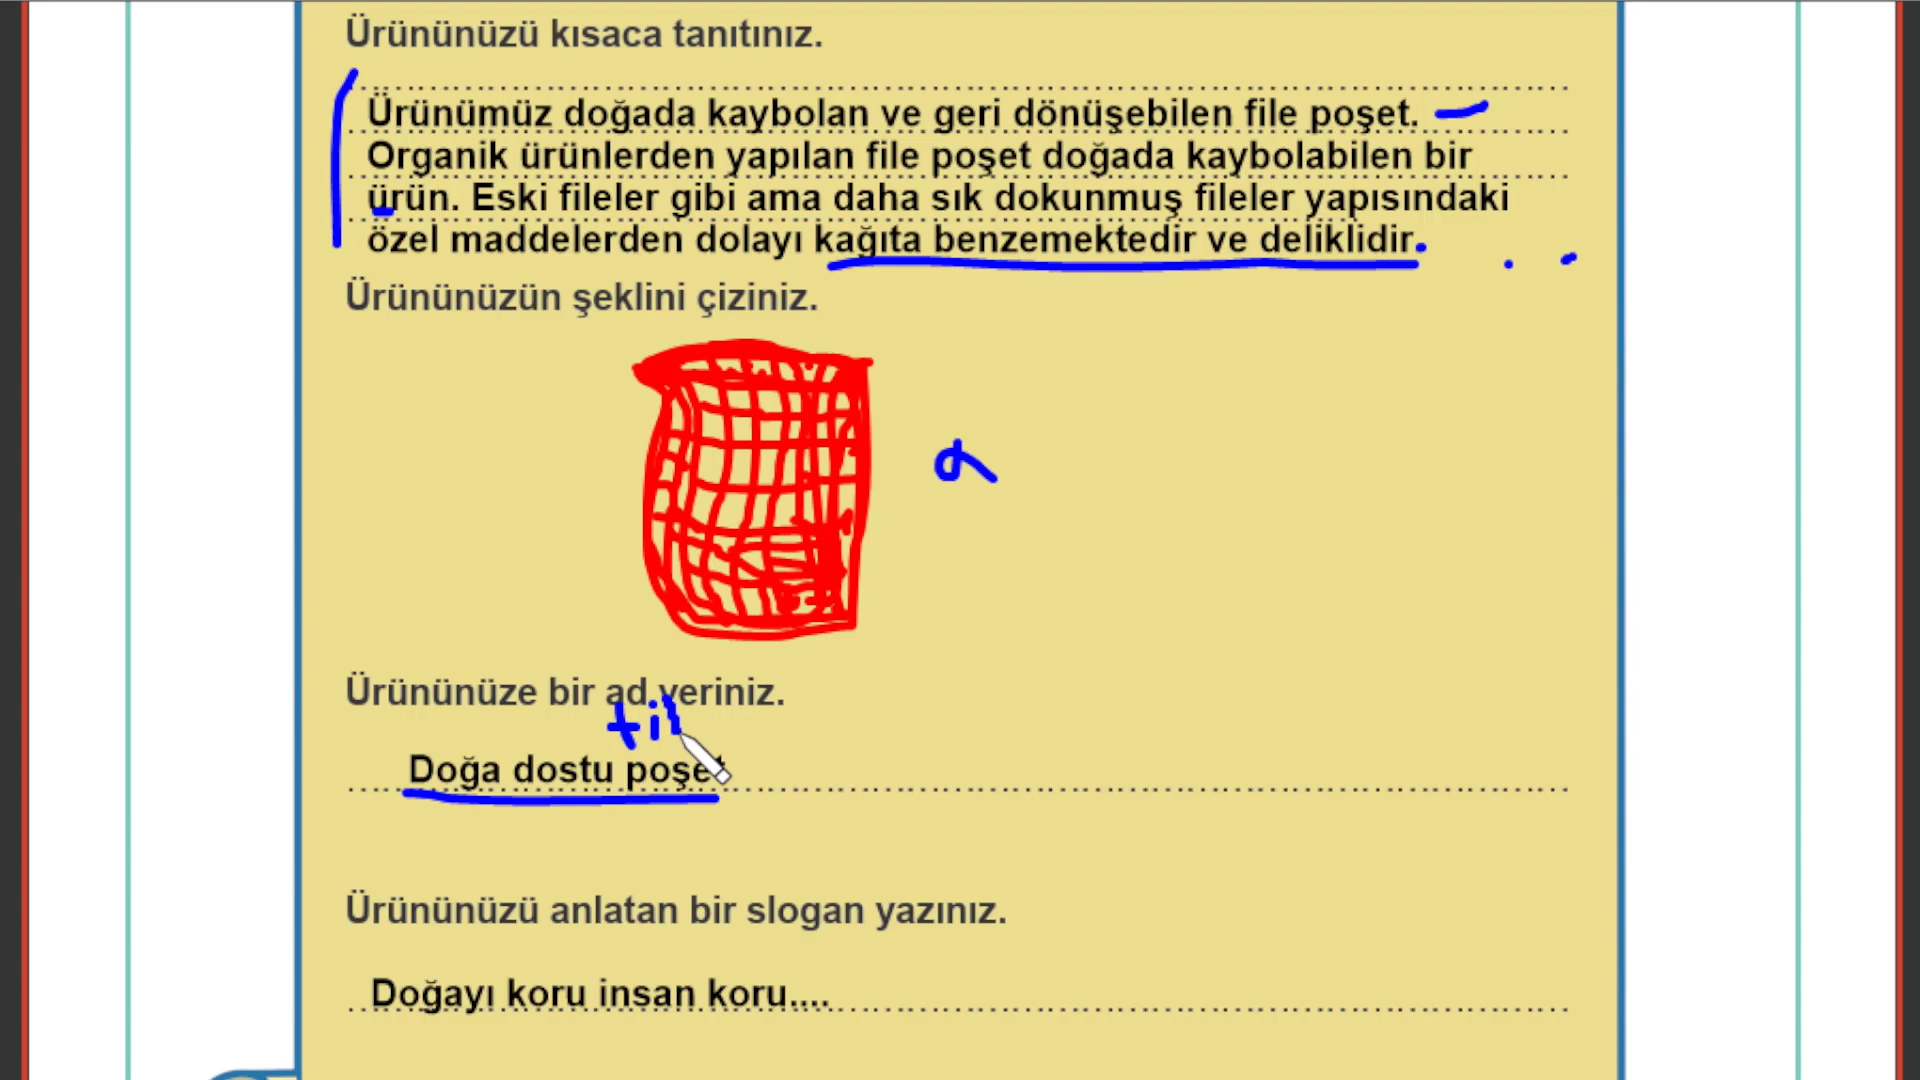 Ürününüzü kısaca tanıtınız.
Ürünümüz doğada kaybolan ve geri dönüşebilen file poşet.
Organik ürünlerden yapılan file poşet doğada kaybolabilen bir
ürün. Eski fileler gibi ama daha sık dokunmuş fileler yapısındaki
özel maddelerden dolayı kağıta benzemektedir ve deliklidir.
Ürününüzün şeklini çiziniz.
Ürününüze bir ad veriniz.
fil
Doğa dostu poşet
Ürününüzü anlatan bir slogan yazınız.
Doğayı koru insan koru....